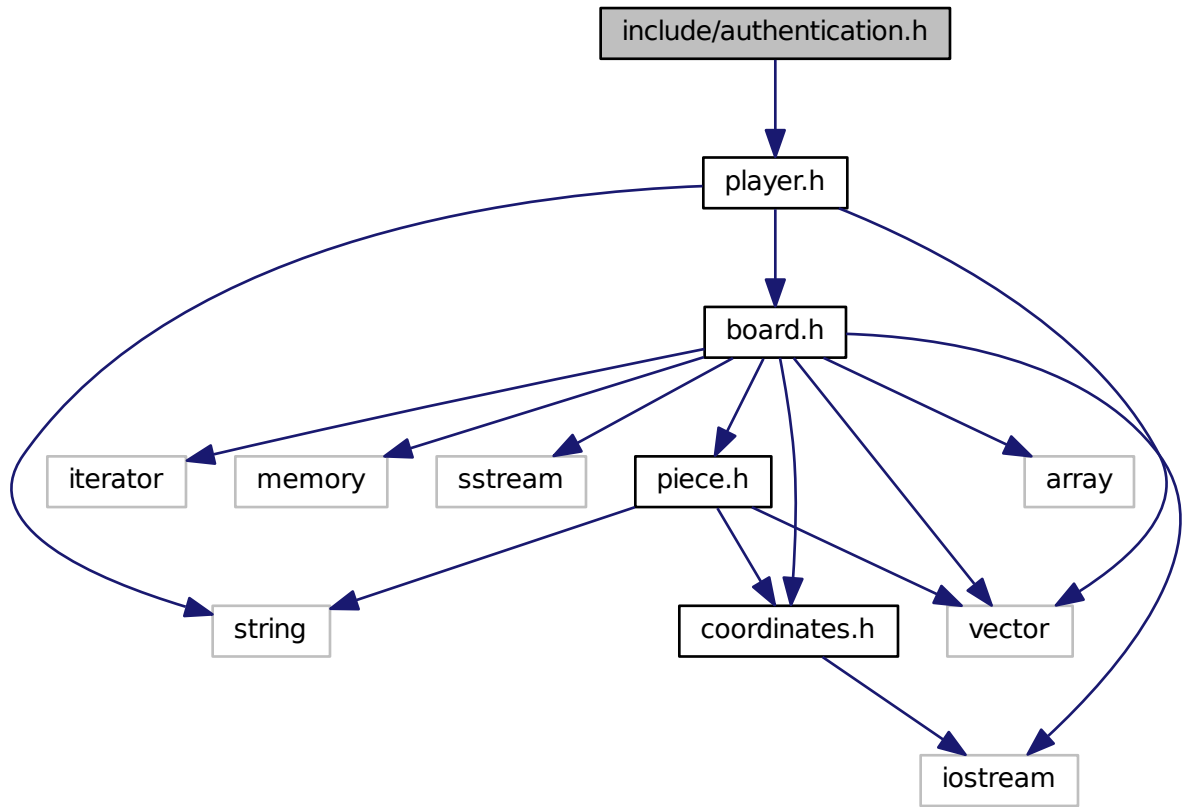 include/authentication.h
player.h
board.h
iterator
memory
sstream
piece.h
array
string
coordinates.h
vector
iostream